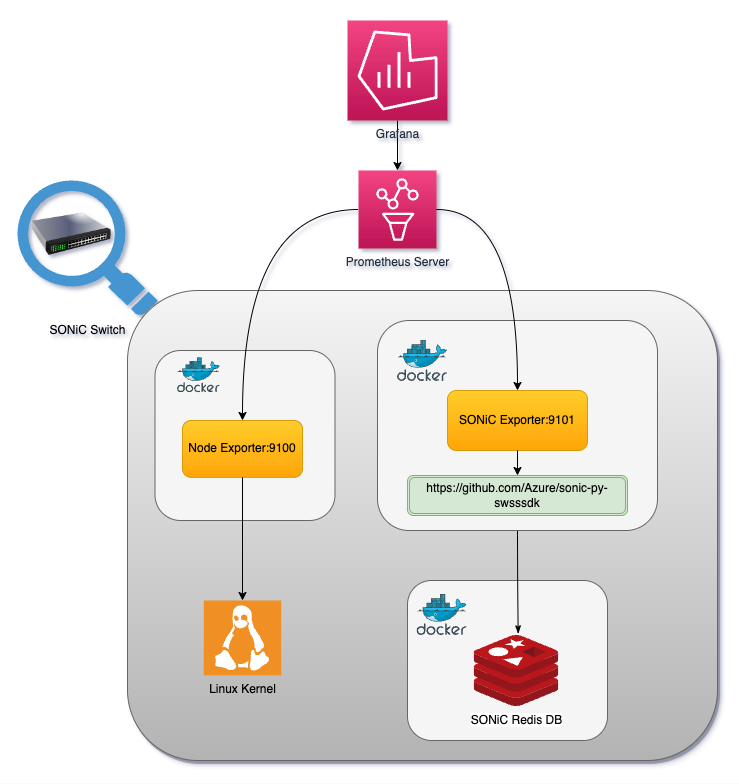 Grafana
Prometheus Server
SONiC Switch
docker
Node Exporter:9100
Linux Kernel
docker
SONiC Exporter:9101
https://github.com/Azure/sonic-py-
swsssdk
docker
SONiC Redis DB